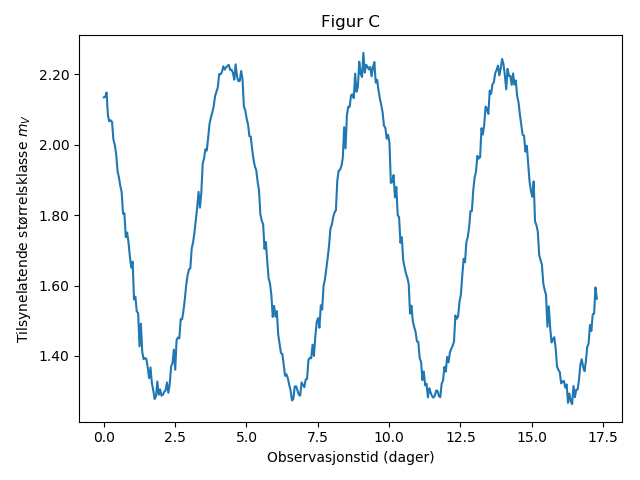 Figur C
Tilsynelatende størrelsklasse $m_V$
2.20
2.00
1.80
1.60
1.40
0.0 2.5 5.0 7.5 10.0 12.5 15.0 17.5
Observasjonstid (dager)